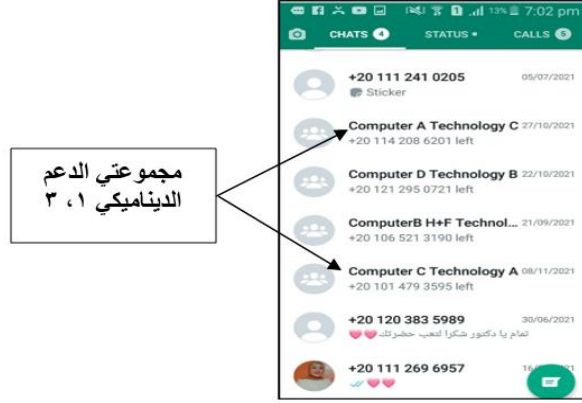 13% 7:02 pm
CHATS 4 STATUS • CALLS 5
+20 111 241 0205 05/07/2021
Sticker
Computer A Technology C 27/10/2021
+20 114 208 6201 left
Computer D Technology B 22/10/2021
+20 121 295 0721 left
ComputerB H+F Technol... 21/09/2021
+20 106 521 3190 left
Computer C Technology A 08/11/2021
+20 101 479 3595 left
+20 120 383 5989 30/06/2021
تمام يا دكتور شكرا لتعب حضرتك
+20 111 269 6957
مجموعتي الدعم
الديناميكي ١، ٣